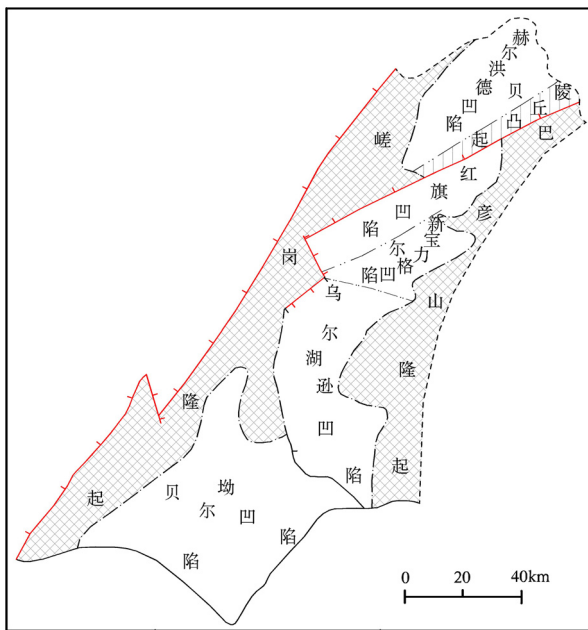 赫尔洪德凹陷
陵丘凸起
贝尔湖坳陷
嵯岗隆起
巴彦山隆起
红旗凹陷
新宝力格凹陷
乌尔逊凹陷
贝尔凹陷
0 20 40km